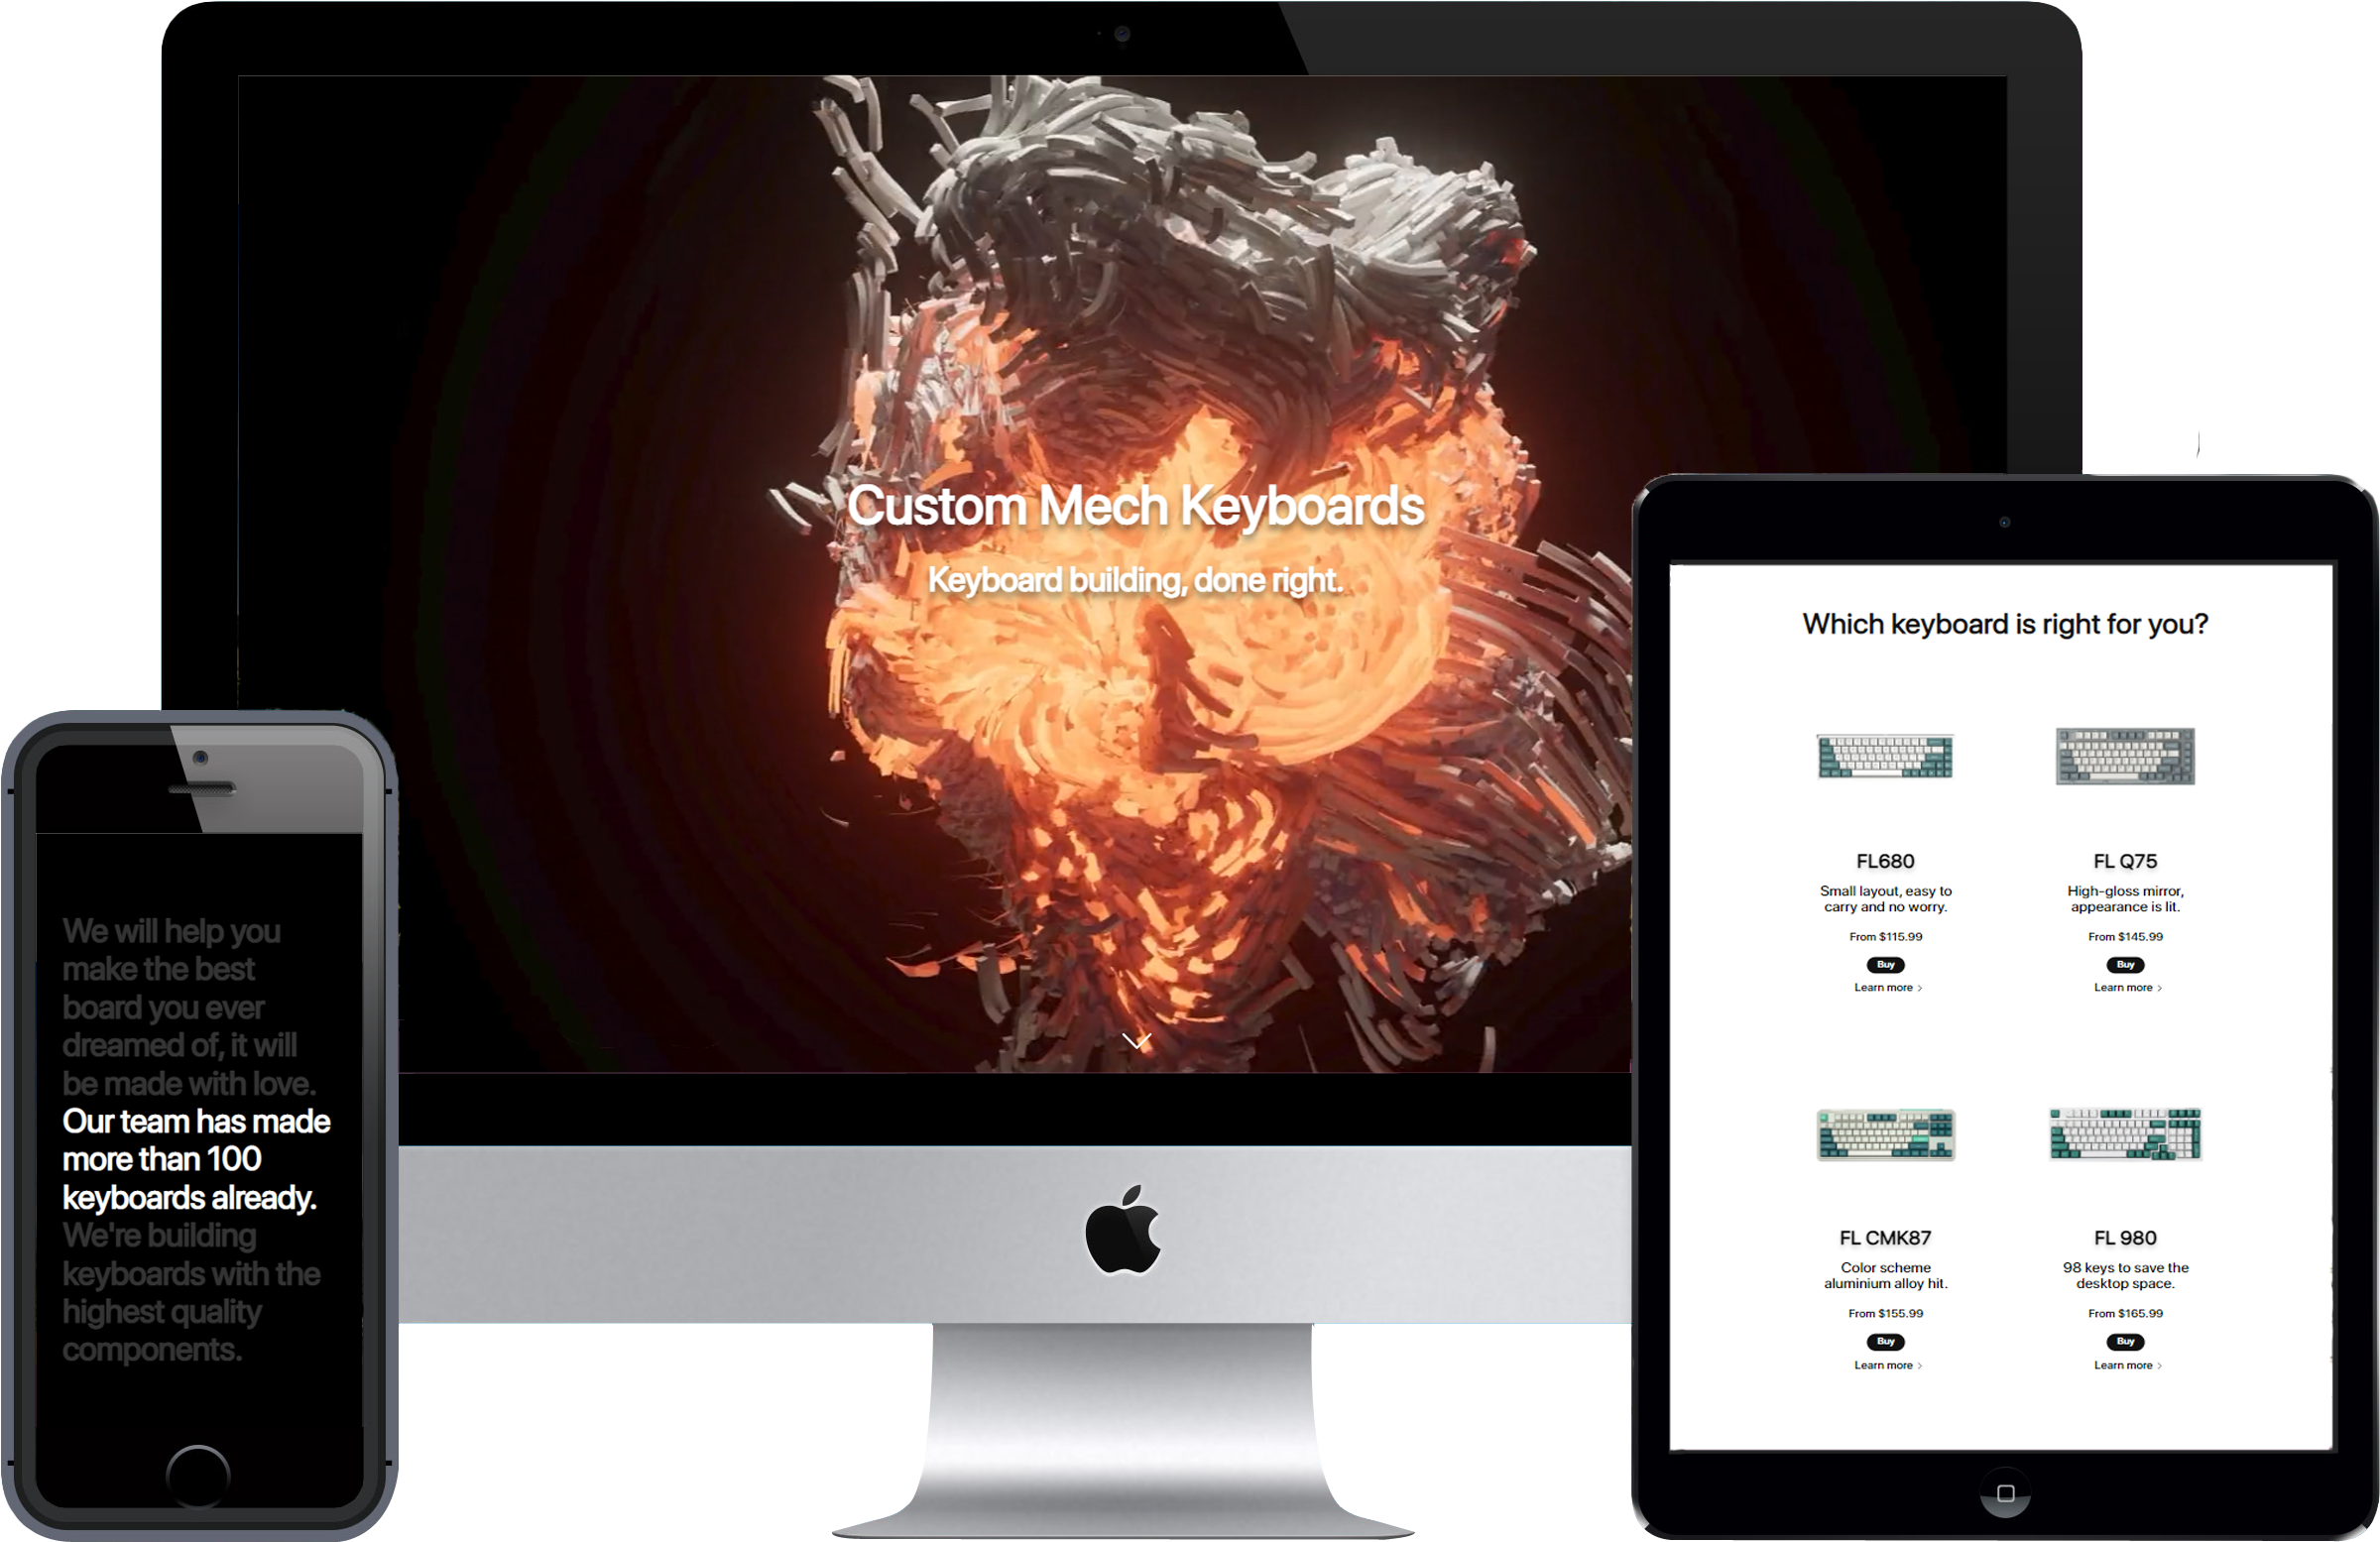 Custom Mech Keyboards
Keyboard building, done right.
We will help you
make the best
board you ever
dreamed of, it will
be made with love.
Our team has made
more than 100
keyboards already.
We're building
keyboards with the
highest quality
components.
Which keyboard is right for you?
FL680
Small layout, easy to
carry and no worry.
From $115.99
Buy
Learn more >
FL Q75
High-gloss mirror,
appearance is lit.
From $145.99
Buy
Learn more >
FL CMK87
Color scheme
aluminium alloy hit.
From $155.99
Buy
Learn more >
FL 980
98 keys to save the
desktop space.
From $165.99
Buy
Learn more >